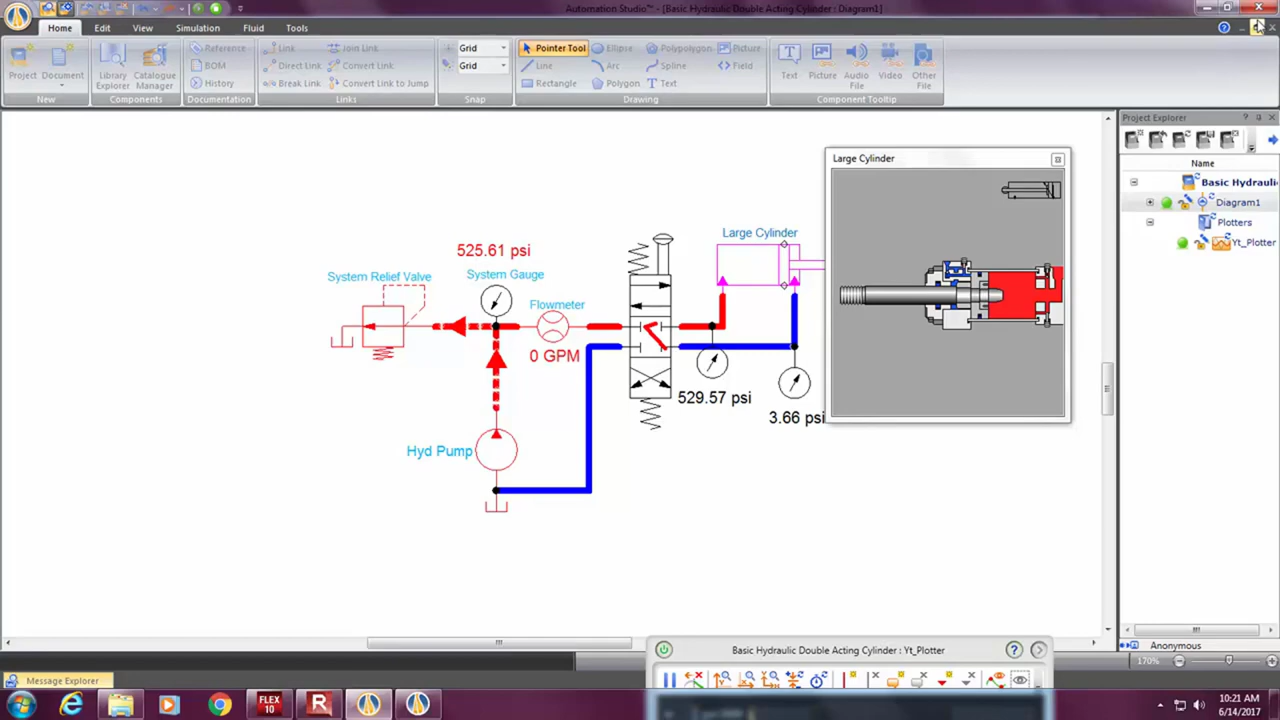 Automation Studio™ - [Basic Hydraulic Double Acting Cylinder : Diagram1]
Home Edit View Simulation Fluid Tools
Project Document
New
Library Explorer Catalogue Manager
Components
Reference
BOM
History
Documentation
Link Join Link
Direct Link Convert Link
Break Link Convert Link to Jump
Links
Grid
Grid
Snap
Pointer Tool Ellipse Polypolygon Picture
Line Arc Spline Field
Rectangle Polygon Text
Drawing
Text Picture Audio File Video Other File
Component Tooltip
Project Explorer
Name
Basic Hydrauli
Diagram1
Plotters
Yt_Plotter
Large Cylinder
Large Cylinder
525.61 psi
System Relief Valve
System Gauge
Flowmeter
0 GPM
529.57 psi
3.66 psi
Hyd Pump
Basic Hydraulic Double Acting Cylinder : Yt_Plotter
Anonymous
170%
Message Explorer
FLEX 10
R
10:21 AM
6/14/2017